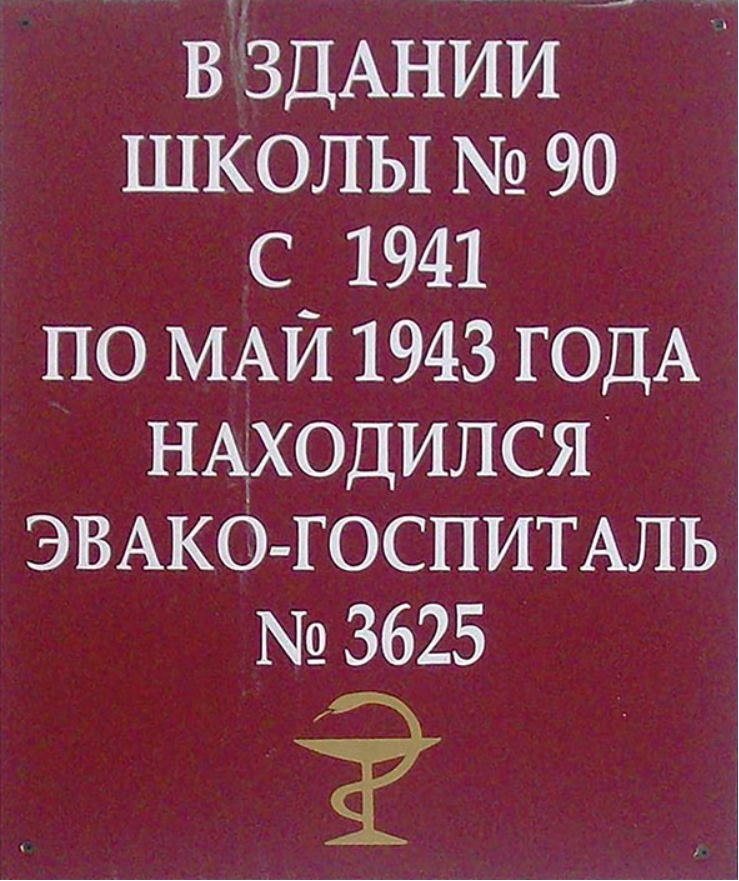 В ЗДАНИИ
ШКОЛЫ № 90
С 1941
ПО МАЙ 1943 ГОДА
НАХОДИЛСЯ
ЭВАКО-ГОСПИТАЛЬ
№ 3625